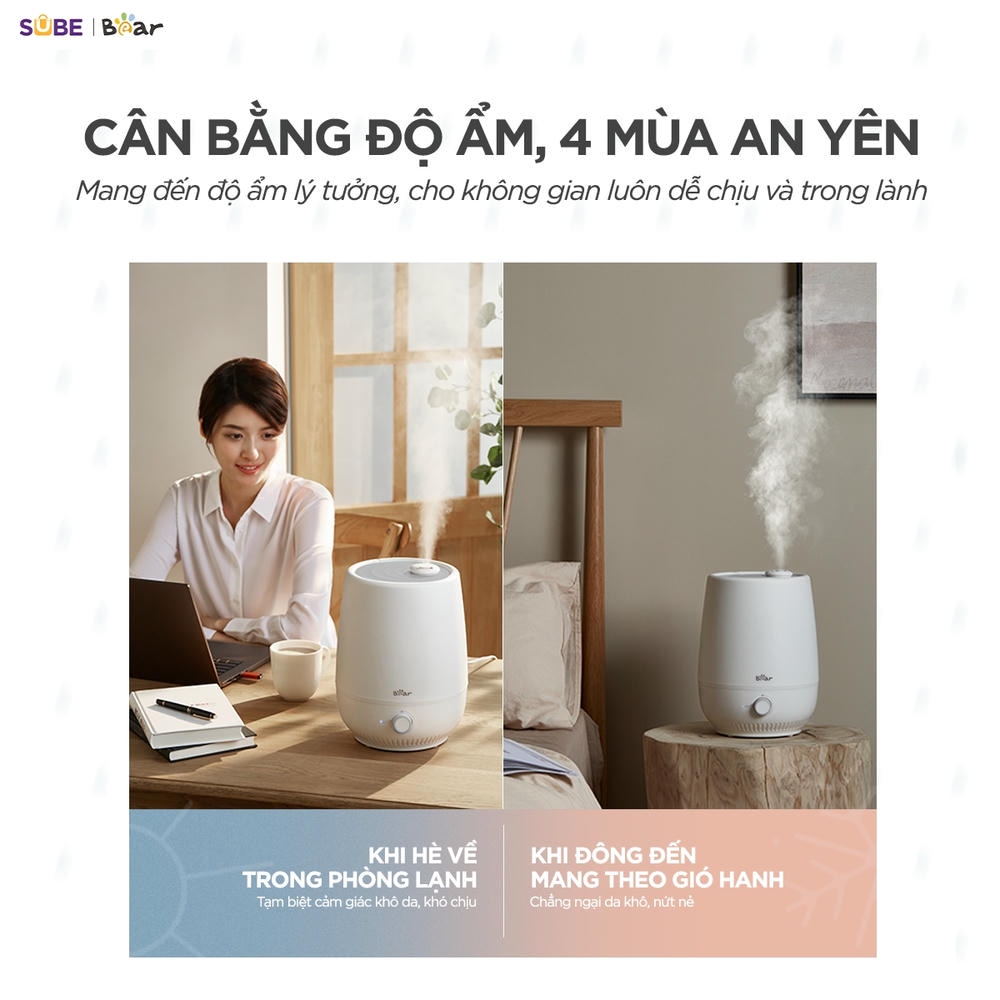 SUBE | Bear
CÂN BẰNG ĐỘ ẨM, 4 MÙA AN YÊN
Mang đến độ ẩm lý tưởng, cho không gian luôn dễ chịu và trong lành
Bear
Bear
KHI HÈ VỀ
TRONG PHÒNG LẠNH
Tạm biệt cảm giác khô da, khó chịu
KHI ĐÔNG ĐẾN
MANG THEO GIÓ HANH
Chẳng ngại da khô, nứt nẻ